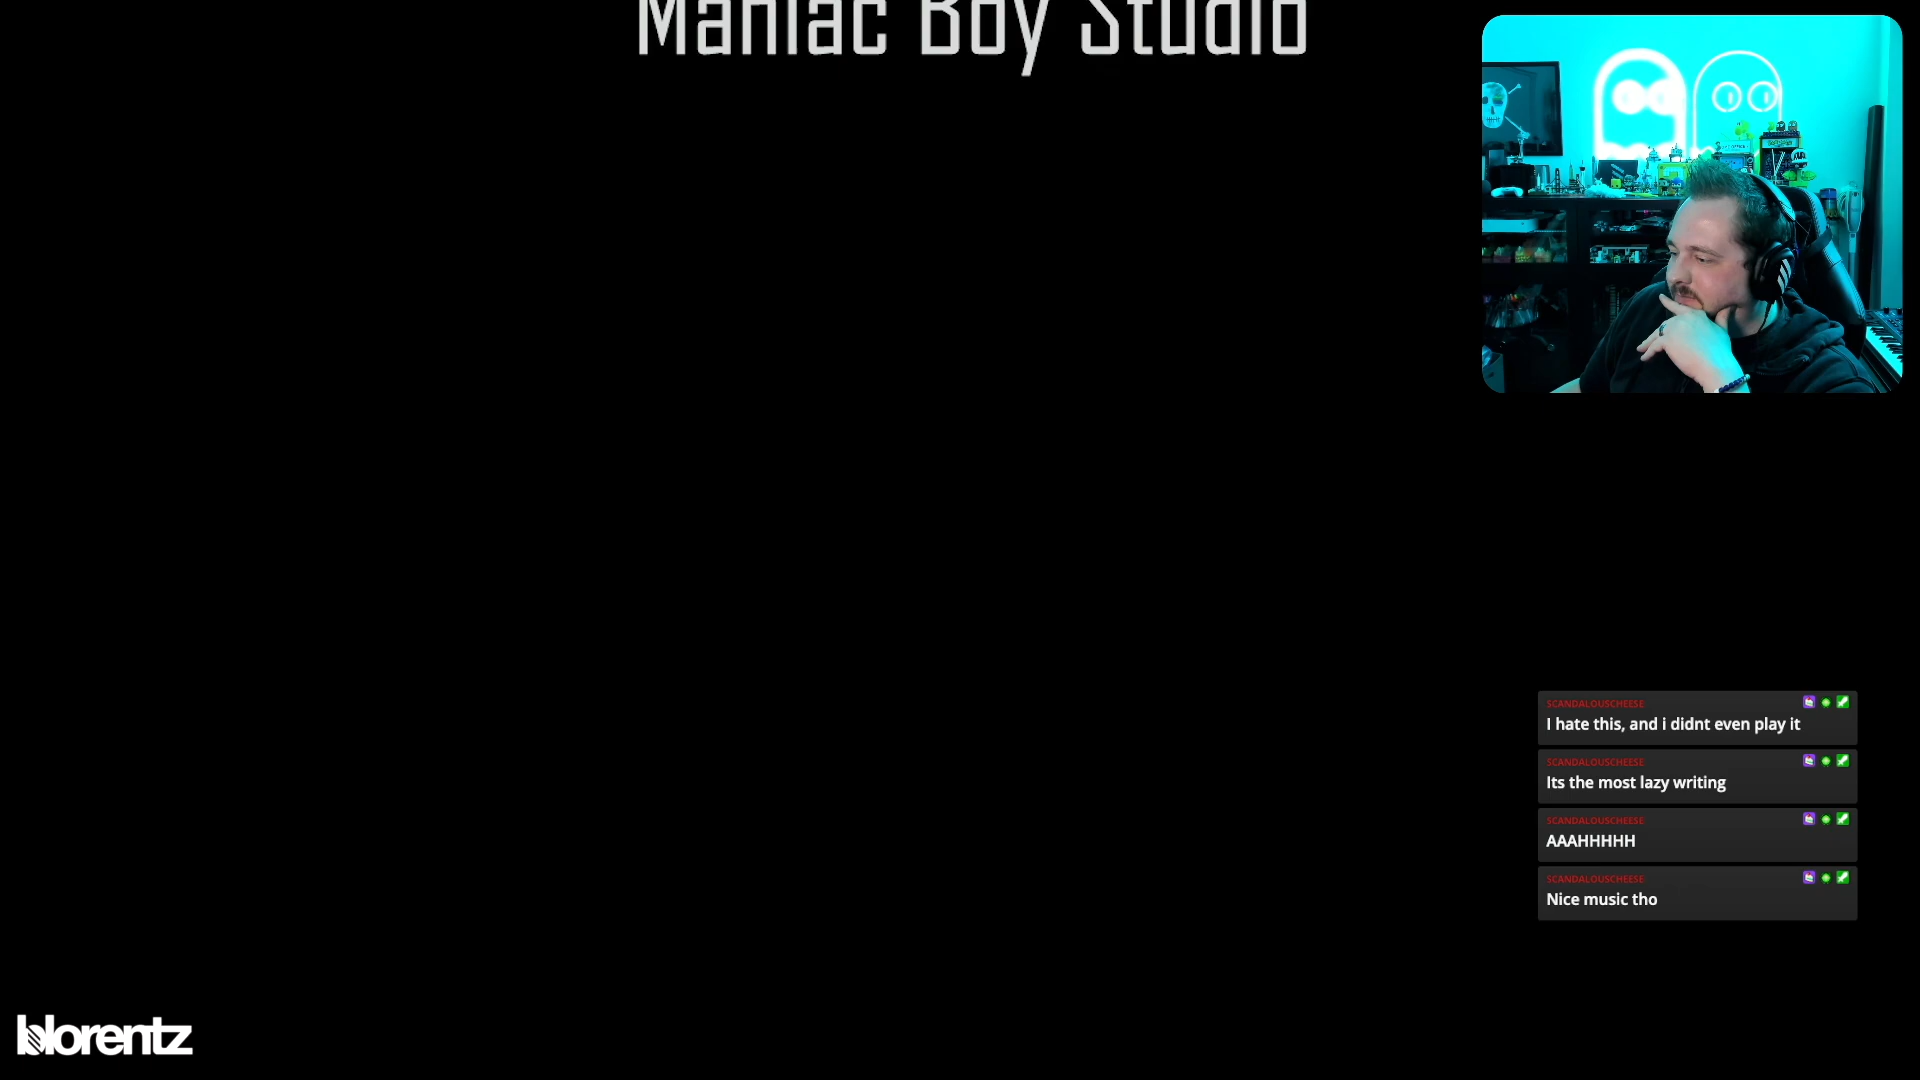 Maniac Boy Studio
SCANDALOUSCHEESE
I hate this, and i didnt even play it
SCANDALOUSCHEESE
Its the most lazy writing
SCANDALOUSCHEESE
AAAHHHHH
SCANDALOUSCHEESE
Nice music tho
blorentz